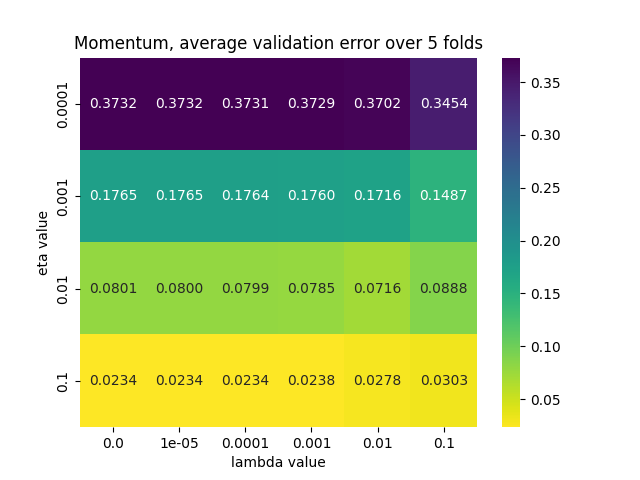 Momentum, average validation error over 5 folds
0.0001 0.3732 0.3732 0.3731 0.3729 0.3702 0.3454
0.001 0.1765 0.1765 0.1764 0.1760 0.1716 0.1487
0.01 0.0801 0.0800 0.0799 0.0785 0.0716 0.0888
0.1 0.0234 0.0234 0.0234 0.0238 0.0278 0.0303
eta value
0.0 1e-05 0.0001 0.001 0.01 0.1
lambda value
0.35
0.30
0.25
0.20
0.15
0.10
0.05